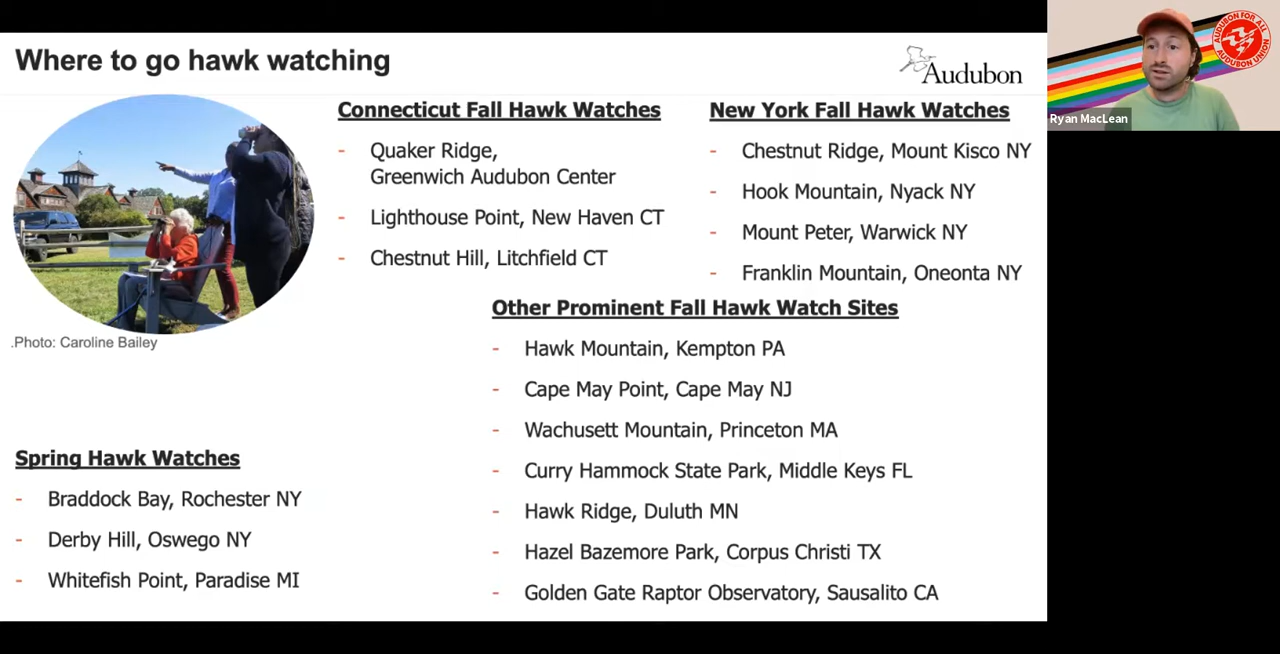 Where to go hawk watching
Audubon
Connecticut Fall Hawk Watches
- Quaker Ridge,
Greenwich Audubon Center
- Lighthouse Point, New Haven CT
- Chestnut Hill, Litchfield CT
New York Fall Hawk Watches
- Chestnut Ridge, Mount Kisco NY
- Hook Mountain, Nyack NY
- Mount Peter, Warwick NY
- Franklin Mountain, Oneonta NY
.Photo: Caroline Bailey
Other Prominent Fall Hawk Watch Sites
- Hawk Mountain, Kempton PA
- Cape May Point, Cape May NJ
- Wachusett Mountain, Princeton MA
- Curry Hammock State Park, Middle Keys FL
- Hawk Ridge, Duluth MN
- Hazel Bazemore Park, Corpus Christi TX
- Golden Gate Raptor Observatory, Sausalito CA
Spring Hawk Watches
- Braddock Bay, Rochester NY
- Derby Hill, Oswego NY
- Whitefish Point, Paradise MI
AUDUBON FOR ALL
AUDUBON UNION
Ryan MacLean